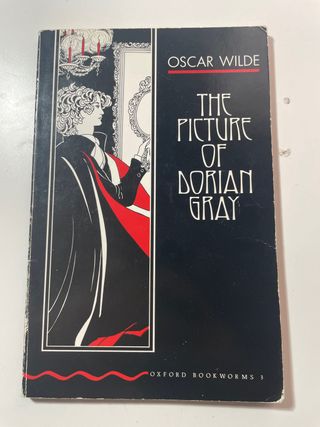 OSCAR WILDE
THE
PICTURE
OF
DORIAN
GRAY
OXFORD BOOKWORMS 3